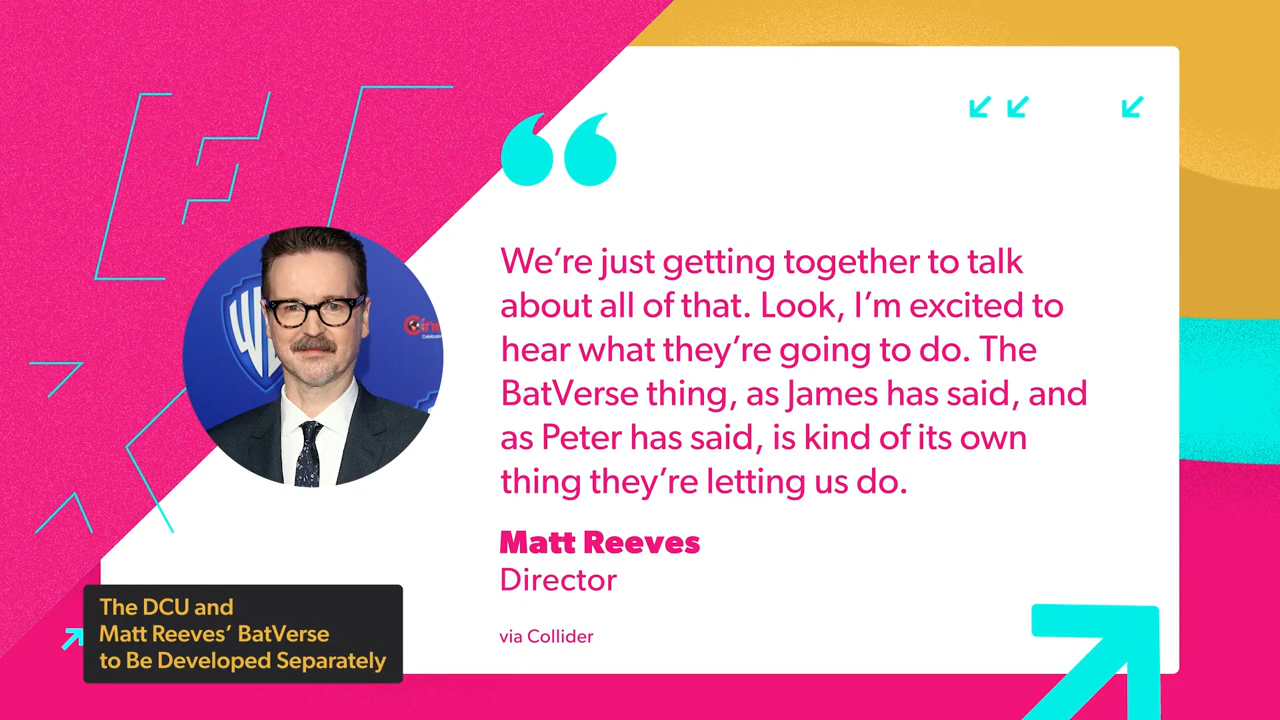 We’re just getting together to talk
about all of that. Look, I’m excited to
hear what they’re going to do. The
BatVerse thing, as James has said, and
as Peter has said, is kind of its own
thing they’re letting us do.
Matt Reeves
Director
via Collider
The DCU and
Matt Reeves’ BatVerse
to Be Developed Separately